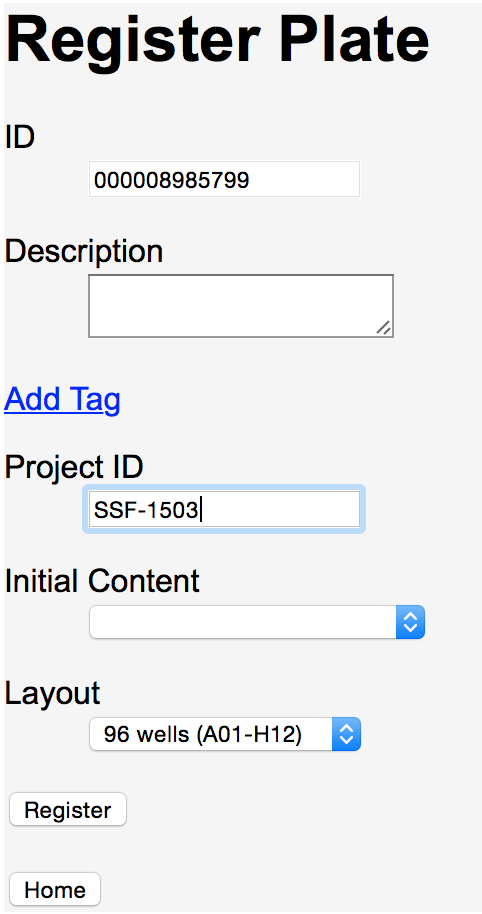 Register Plate
ID
000008985799
Description
Add Tag
Project ID
SSF-1503
Initial Content
Layout
96 wells (A01-H12)
Register
Home